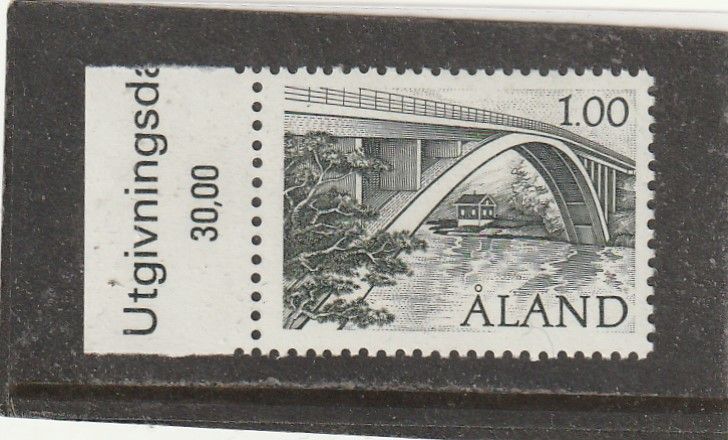 Utgivningsda
30,00
1.00
ÅLAND